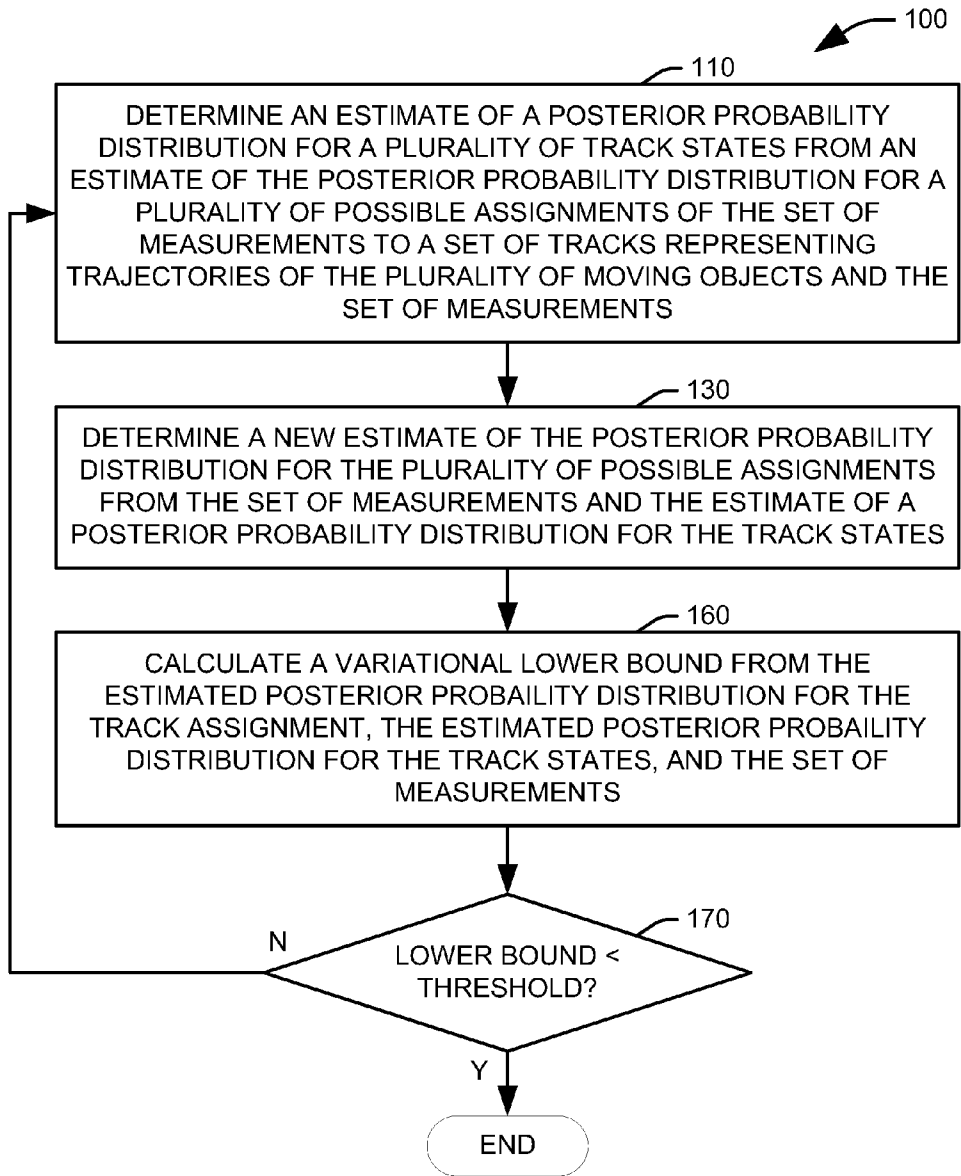 100
110
DETERMINE AN ESTIMATE OF A POSTERIOR PROBABILITY
DISTRIBUTION FOR A PLURALITY OF TRACK STATES FROM AN
ESTIMATE OF THE POSTERIOR PROBABILITY DISTRIBUTION FOR A
PLURALITY OF POSSIBLE ASSIGNMENTS OF THE SET OF
MEASUREMENTS TO A SET OF TRACKS REPRESENTING
TRAJECTORIES OF THE PLURALITY OF MOVING OBJECTS AND THE
SET OF MEASUREMENTS
130
DETERMINE A NEW ESTIMATE OF THE POSTERIOR PROBABILITY
DISTRIBUTION FOR THE PLURALITY OF POSSIBLE ASSIGNMENTS
FROM THE SET OF MEASUREMENTS AND THE ESTIMATE OF A
POSTERIOR PROBABILITY DISTRIBUTION FOR THE TRACK STATES
160
CALCULATE A VARIATIONAL LOWER BOUND FROM THE
ESTIMATED POSTERIOR PROBAILITY DISTRIBUTION FOR THE
TRACK ASSIGNMENT, THE ESTIMATED POSTERIOR PROBAILITY
DISTRIBUTION FOR THE TRACK STATES, AND THE SET OF
MEASUREMENTS
170
N
LOWER BOUND <
THRESHOLD?
Y
END